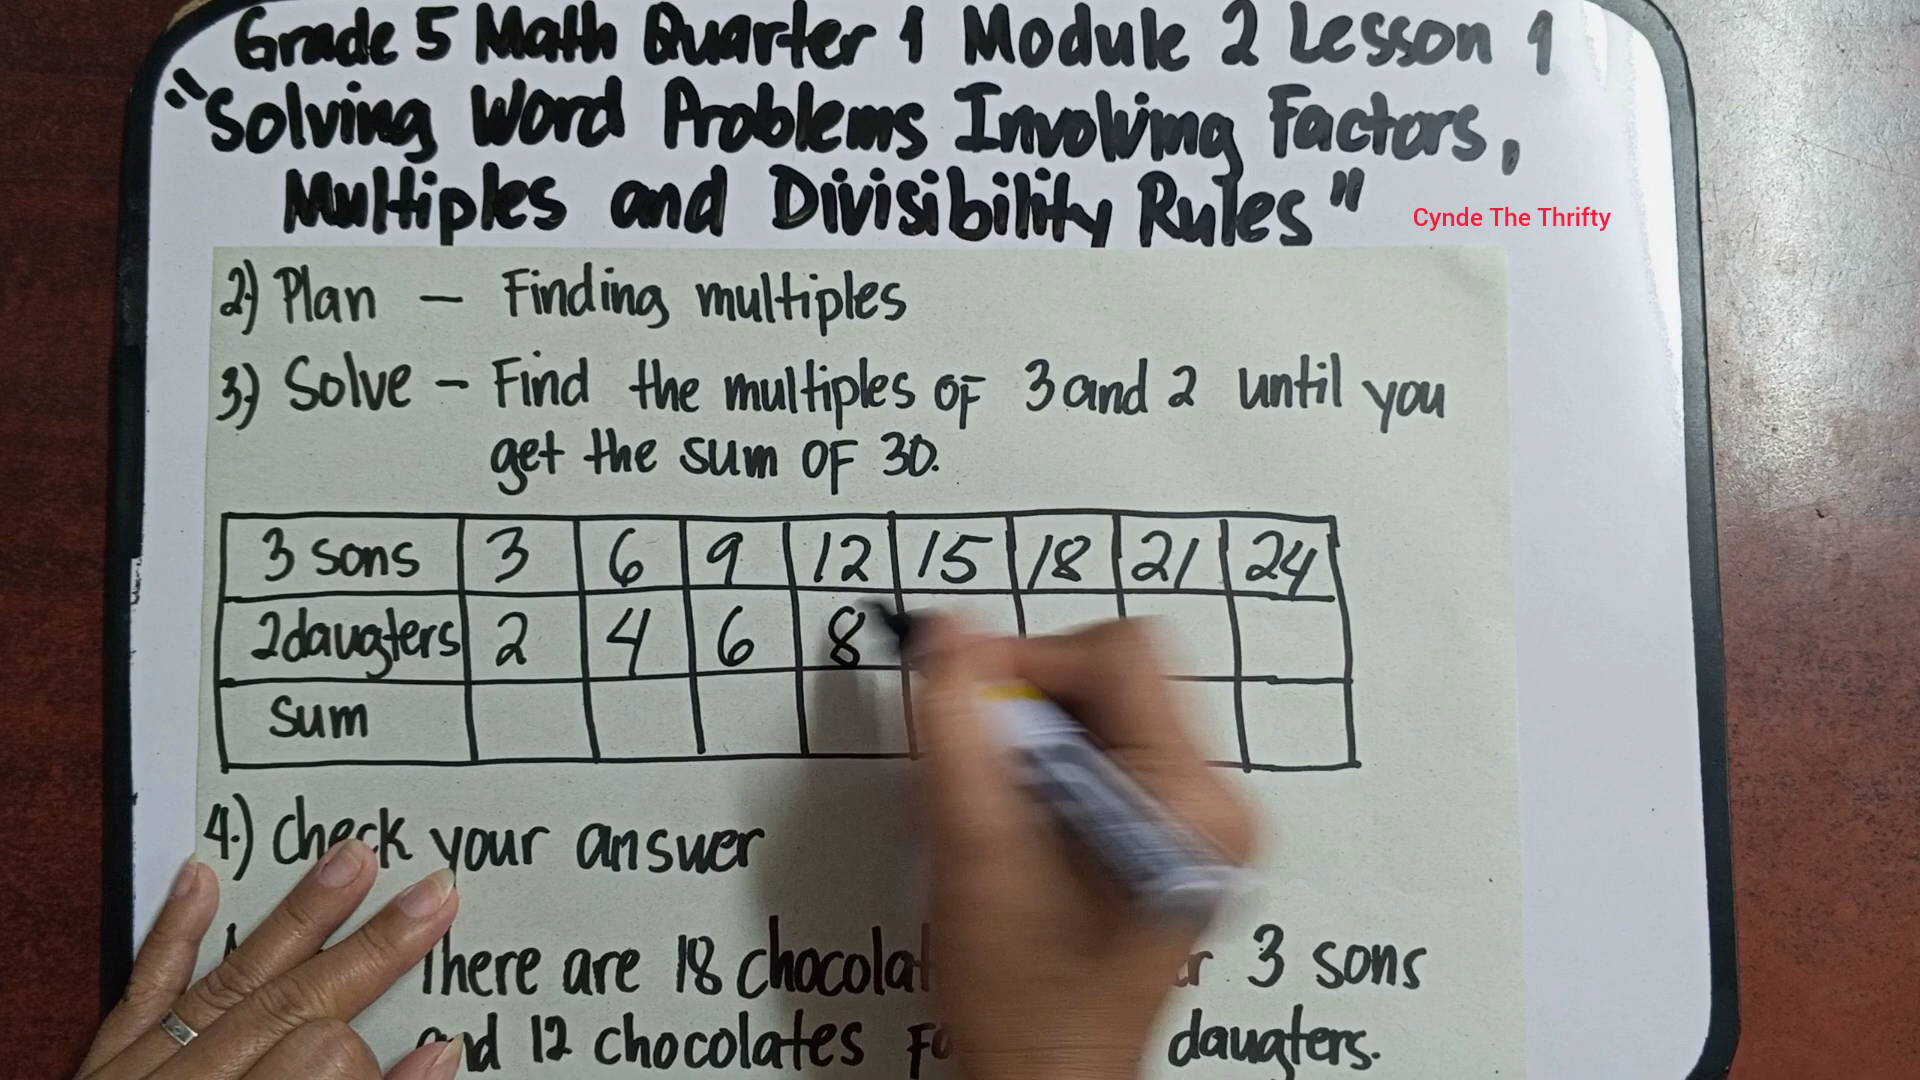 Grade 5 Math Quarter 1 Module 2 Lesson 1
"Solving Word Problems Involving Factors,
Multiples and Divisibility Rules"
Cynde The Thrifty
2) Plan - Finding multiples
3) Solve - Find the multiples OF 3 and 2 until you
get the sum OF 30.
3 sons 3 6 9 12 15 18 21 24
2daugters 2 4 6 8
Sum
4.) Check your answer
There are 18 chocolat 3 sons
and 12 chocolates daugters.